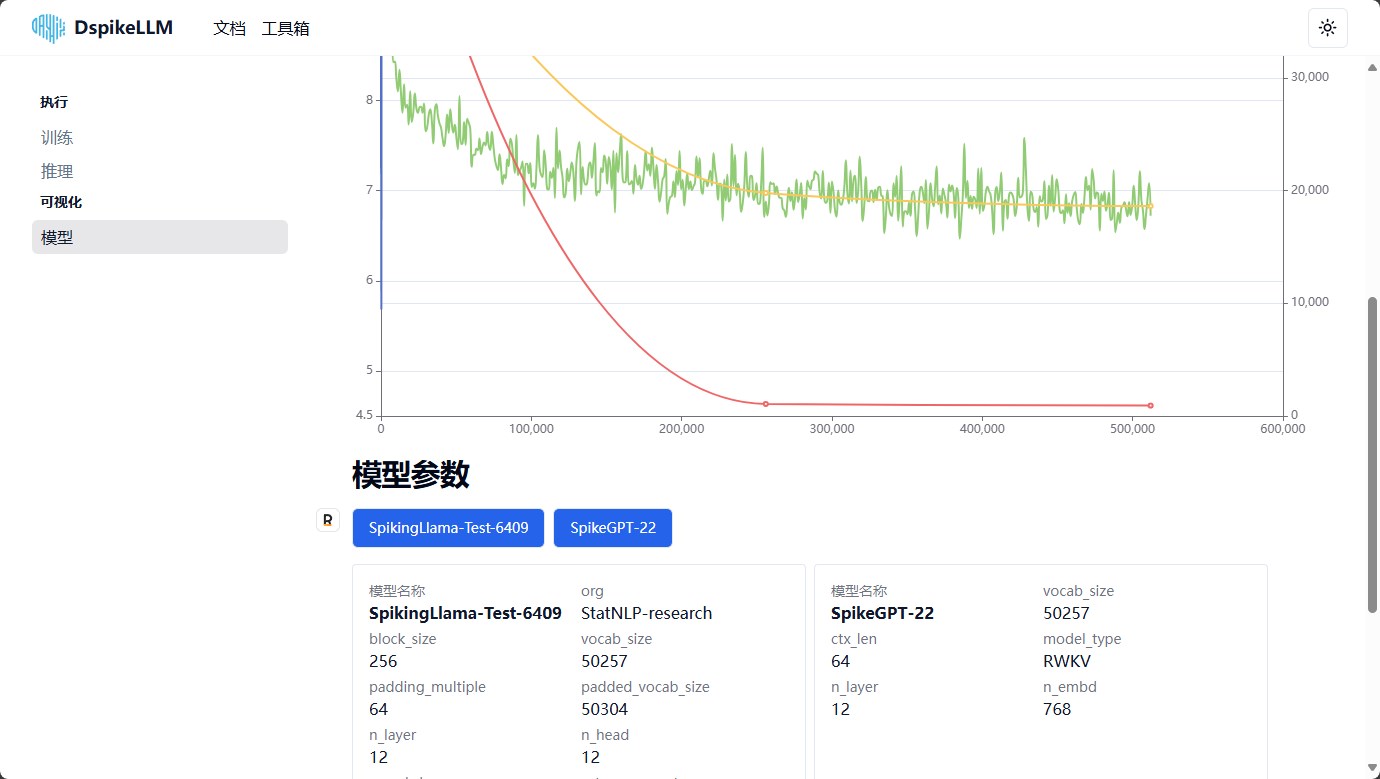 DspikeLLM 文档 工具箱
执行
训练
推理
可视化
模型
8
7
6
5
4.5
30,000
20,000
10,000
0
0 100,000 200,000 300,000 400,000 500,000 600,000
模型参数
R
SpikingLlama-Test-6409 SpikeGPT-22
模型名称 org
SpikingLlama-Test-6409 StatNLP-research
block_size vocab_size
256 50257
padding_multiple padded_vocab_size
64 50304
n_layer n_head
12 12
模型名称 vocab_size
SpikeGPT-22 50257
ctx_len model_type
64 RWKV
n_layer n_embd
12 768